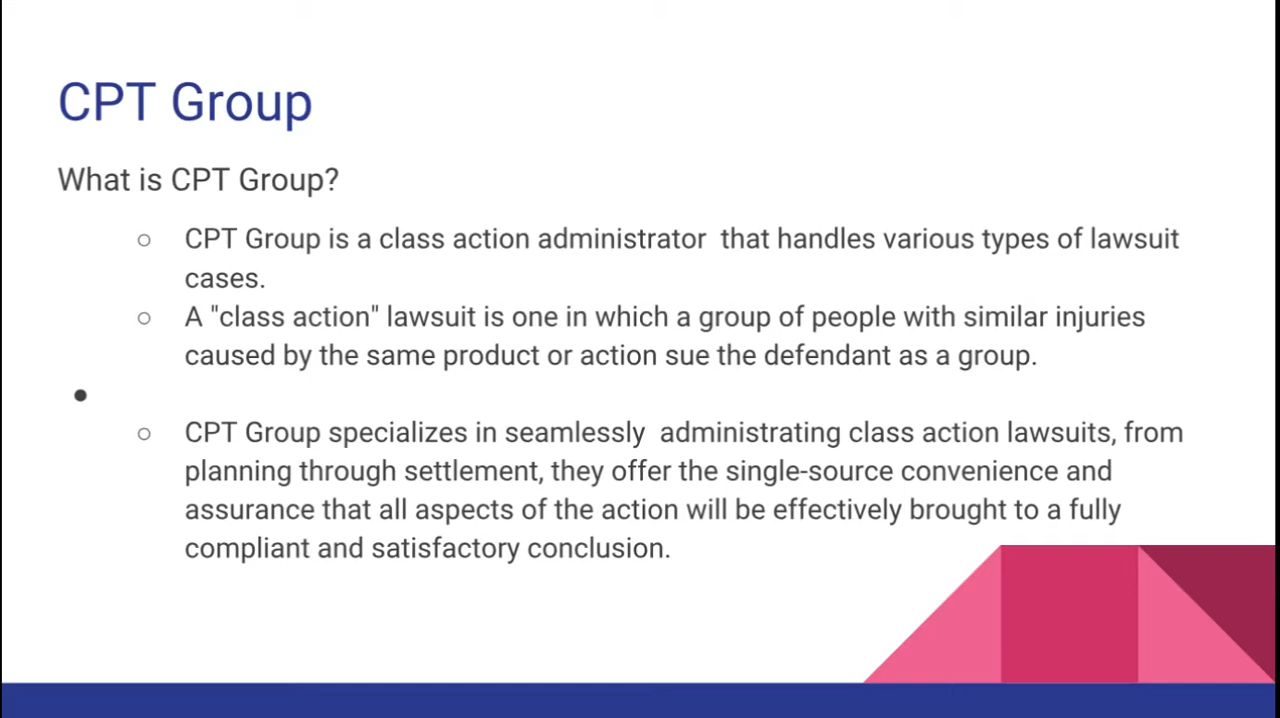 CPT Group
What is CPT Group?
○ CPT Group is a class action administrator  that handles various types of lawsuit
cases.
○ A "class action" lawsuit is one in which a group of people with similar injuries
caused by the same product or action sue the defendant as a group.
●
○ CPT Group specializes in seamlessly  administrating class action lawsuits, from
planning through settlement, they offer the single-source convenience and
assurance that all aspects of the action will be effectively brought to a fully
compliant and satisfactory conclusion.